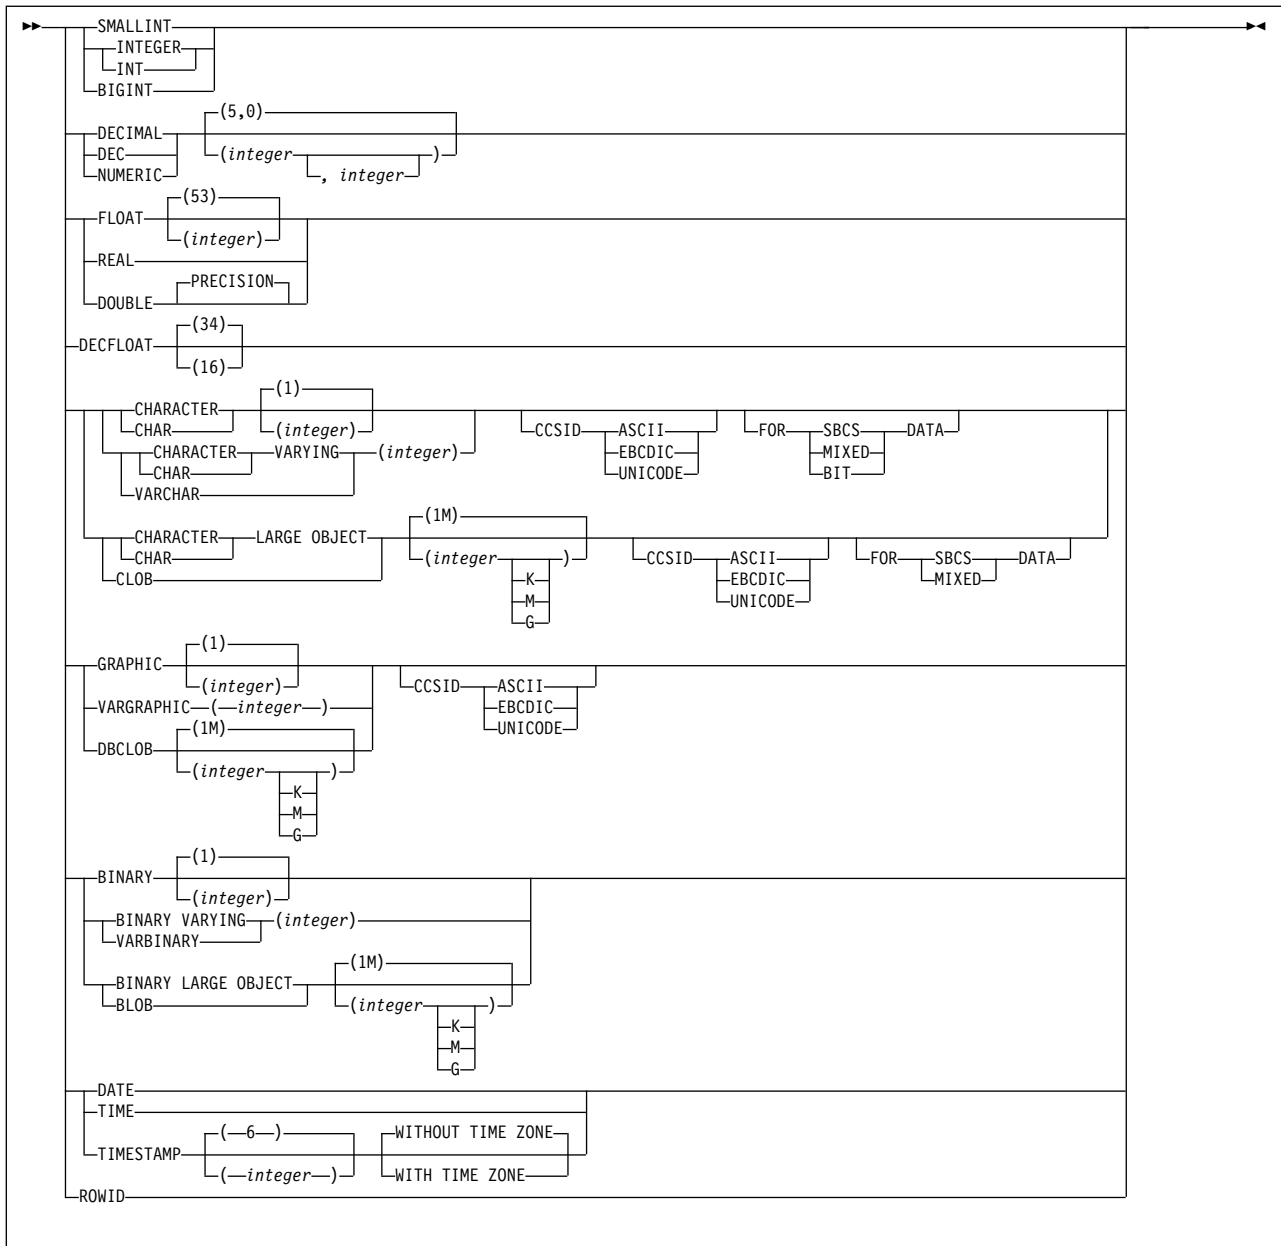 SMALLINT
INTEGER
INT
BIGINT
(5,0)
DECIMAL
DEC (integer )
NUMERIC , integer
(53)
FLOAT
(integer)
REAL
PRECISION
DOUBLE
(34)
DECFLOAT
(16)
(1)
CHARACTER
CHAR (integer) CCSID ASCII FOR SBCS DATA
CHARACTER VARYING (integer) EBCDIC MIXED
CHAR UNICODE BIT
VARCHAR
(1M)
CHARACTER LARGE OBJECT
CHAR (integer ) CCSID ASCII FOR SBCS DATA
CLOB K EBCDIC MIXED
M UNICODE
G
(1)
GRAPHIC
(integer) CCSID ASCII
VARGRAPHIC (integer) EBCDIC
(1M) UNICODE
DBCLOB
(integer )
K
M
G
(1)
BINARY
(integer)
BINARY VARYING (integer)
VARBINARY
(1M)
BINARY LARGE OBJECT
BLOB (integer )
K
M
G
DATE
TIME
(6) WITHOUT TIME ZONE
TIMESTAMP
(integer) WITH TIME ZONE
ROWID